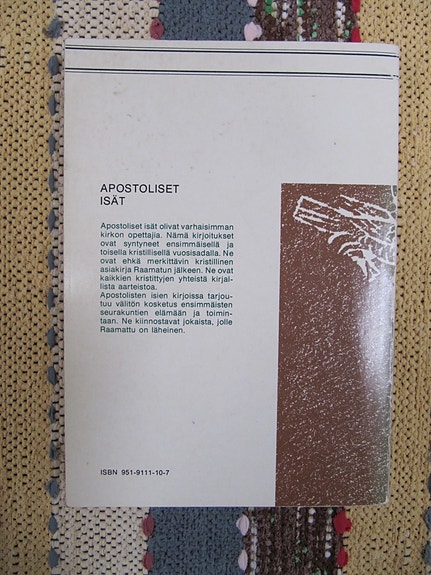 APOSTOLISET
ISÄT
Apostoliset isät olivat varhaisimman
kirkon opettajia. Nämä kirjoitukset
ovat syntyneet ensimmäisellä ja
toisella kristillisellä vuosisadalla. Ne
ovat ehkä merkittävin kristillinen
asiakirja Raamatun jälkeen. Ne ovat
kaikkien kristittyjen yhteistä kirjal-
lista aarteistoa.
Apostolisten isien kirjoissa tarjou-
tuu välitön kosketus ensimmäisten
seurakuntien elämään ja toimin-
taan. Ne kiinnostavat jokaista, jolle
Raamattu on läheinen.
ISBN 951-9111-10-7